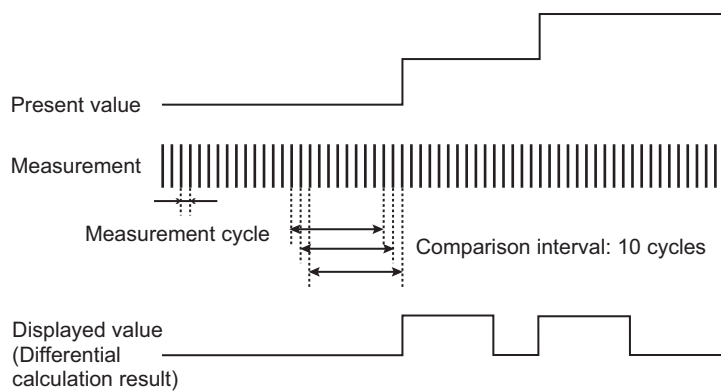 Present value
Measurement
Measurement cycle
Comparison interval: 10 cycles
Displayed value
(Differential
calculation result)